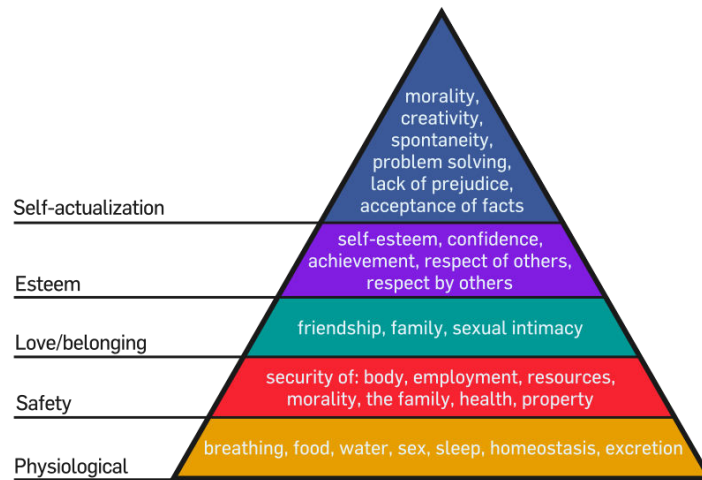 morality,
creativity,
spontaneity,
problem solving,
lack of prejudice,
acceptance of facts
Self-actualization
self-esteem, confidence,
achievement, respect of others,
respect by others
Esteem
friendship, family, sexual intimacy
Love/belonging
security of: body, employment, resources,
morality, the family, health, property
Safety
breathing, food, water, sex, sleep, homeostasis, excretion
Physiological